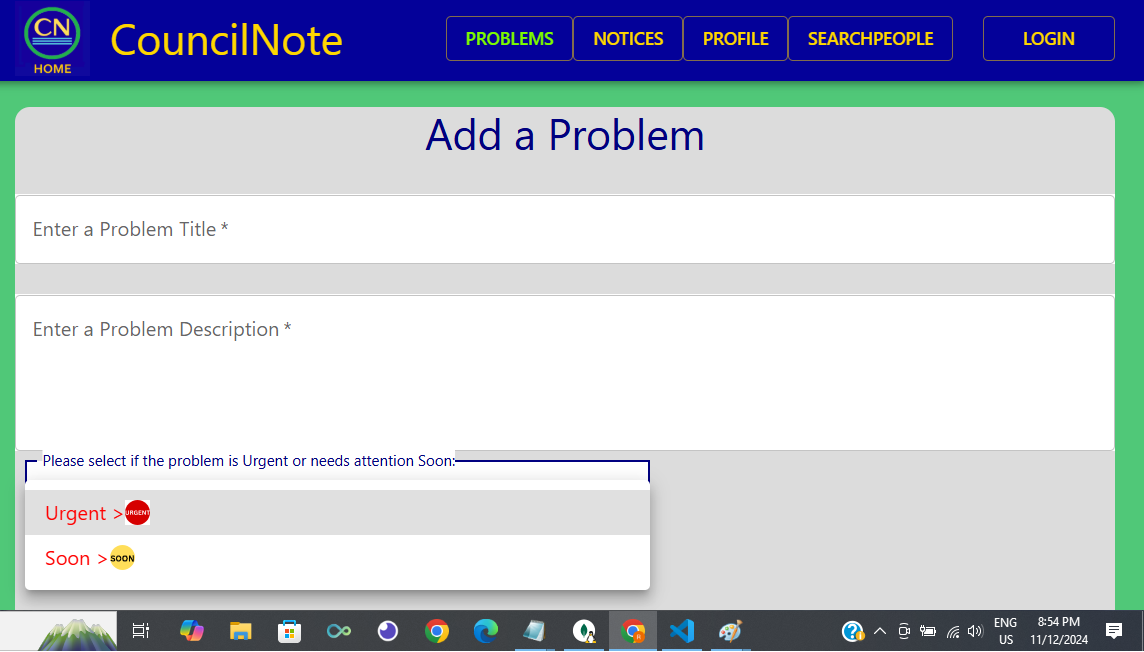 CN
HOME
CouncilNote
PROBLEMS
NOTICES
PROFILE
SEARCHPEOPLE
LOGIN
Add a Problem
Enter a Problem Title *
Enter a Problem Description *
Please select if the problem is Urgent or needs attention Soon:
Urgent > URGENT
Soon > SOON
ENG
US
8:54 PM
11/12/2024